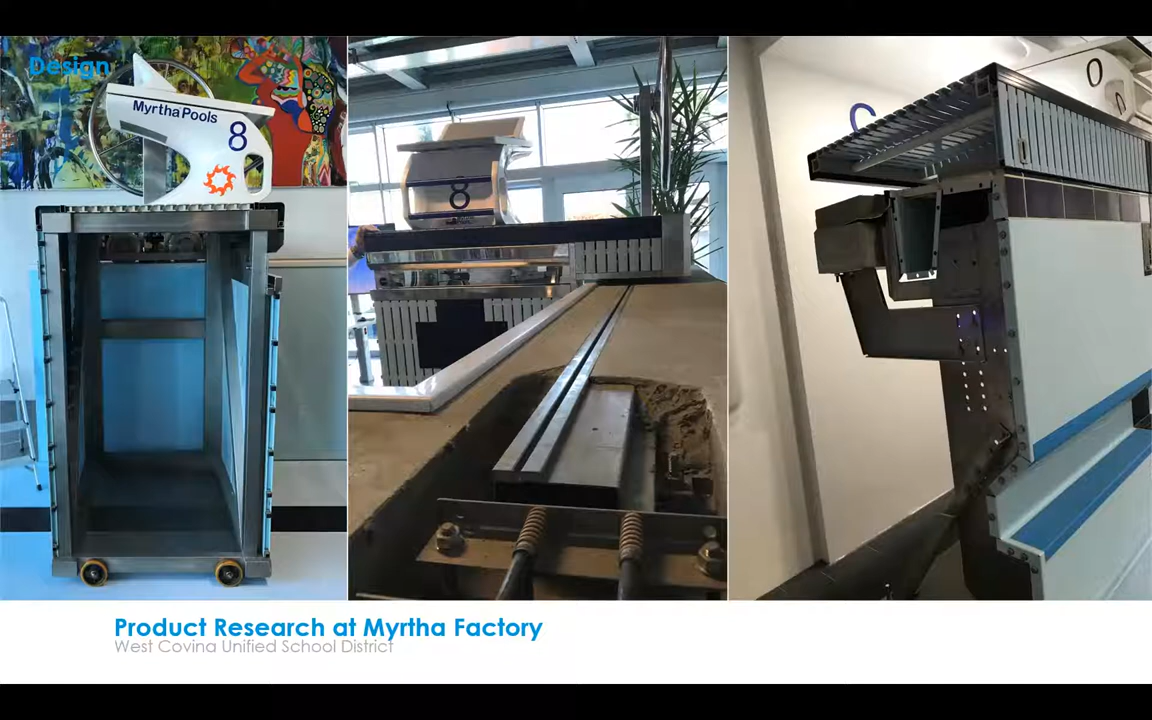 Design
Myrtha Pools
8
8
0
Product Research at Myrtha Factory
West Covina Unified School District